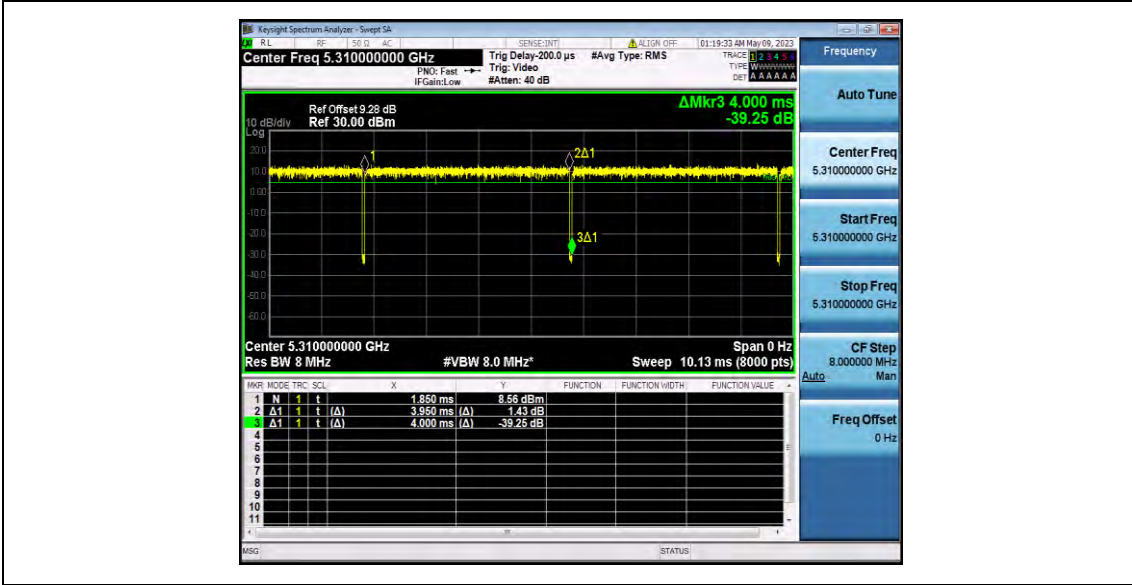 Keysight Spectrum Analyzer - Swept SA
RL RF 50 Ω AC SENSE:INT ALIGN OFF 01:19:33 AM May 09, 2023
Center Freq 5.310000000 GHz
PNO: Fast
IFGain:Low
Trig Delay-200.0 µs
Trig: Video
#Atten: 40 dB
#Avg Type: RMS
TRACE 1 2 3 4 5 6
TYPE
DET A A A A A A
ΔMkr3 4.000 ms
-39.25 dB
Ref Offset 9.28 dB
10 dB/div Ref 30.00 dBm
Log
20.0
10.0
0.00
-10.0
-20.0
-30.0
-40.0
-50.0
-60.0
1
2Δ1
3Δ1
Center 5.310000000 GHz Span 0 Hz
Res BW 8 MHz #VBW 8.0 MHz* Sweep 10.13 ms (8000 pts)
MKR MODE TRC SCL X Y FUNCTION FUNCTION WIDTH FUNCTION VALUE
1 N 1 t 1.850 ms 8.56 dBm
2 Δ1 1 t (Δ) 3.950 ms (Δ) 1.43 dB
3 Δ1 1 t (Δ) 4.000 ms (Δ) -39.25 dB
4
5
6
7
8
9
10
11
MSG STATUS
Frequency
Auto Tune
Center Freq
5.310000000 GHz
Start Freq
5.310000000 GHz
Stop Freq
5.310000000 GHz
CF Step
8.000000 MHz
Auto Man
Freq Offset
0 Hz